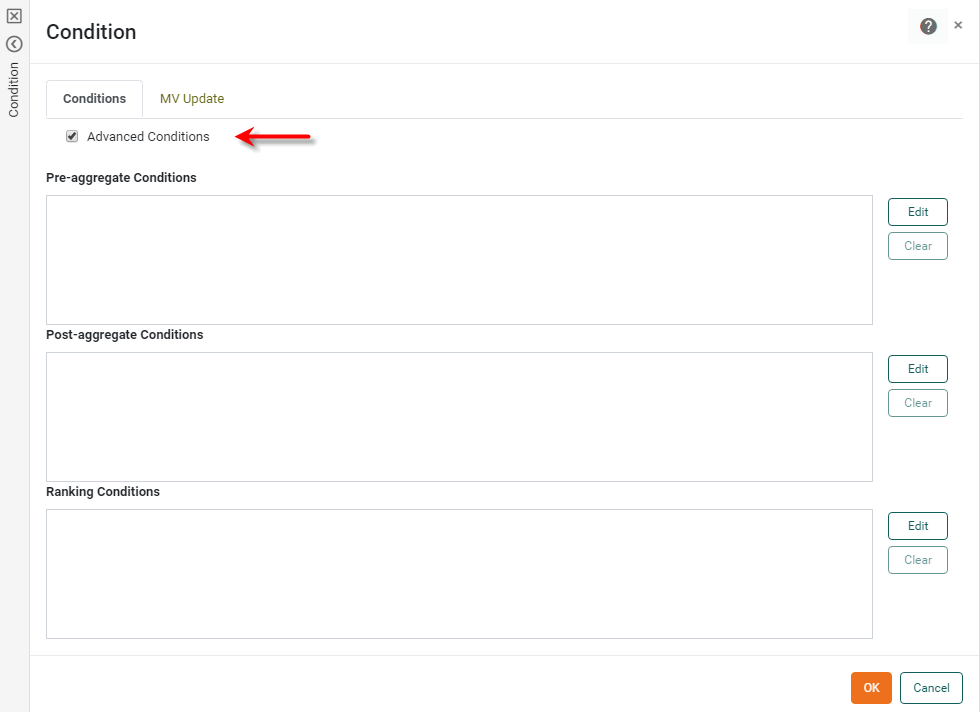 Condition
Condition
Conditions
MV Update
Advanced Conditions
Pre-aggregate Conditions
Edit
Clear
Post-aggregate Conditions
Edit
Clear
Ranking Conditions
Edit
Clear
OK
Cancel